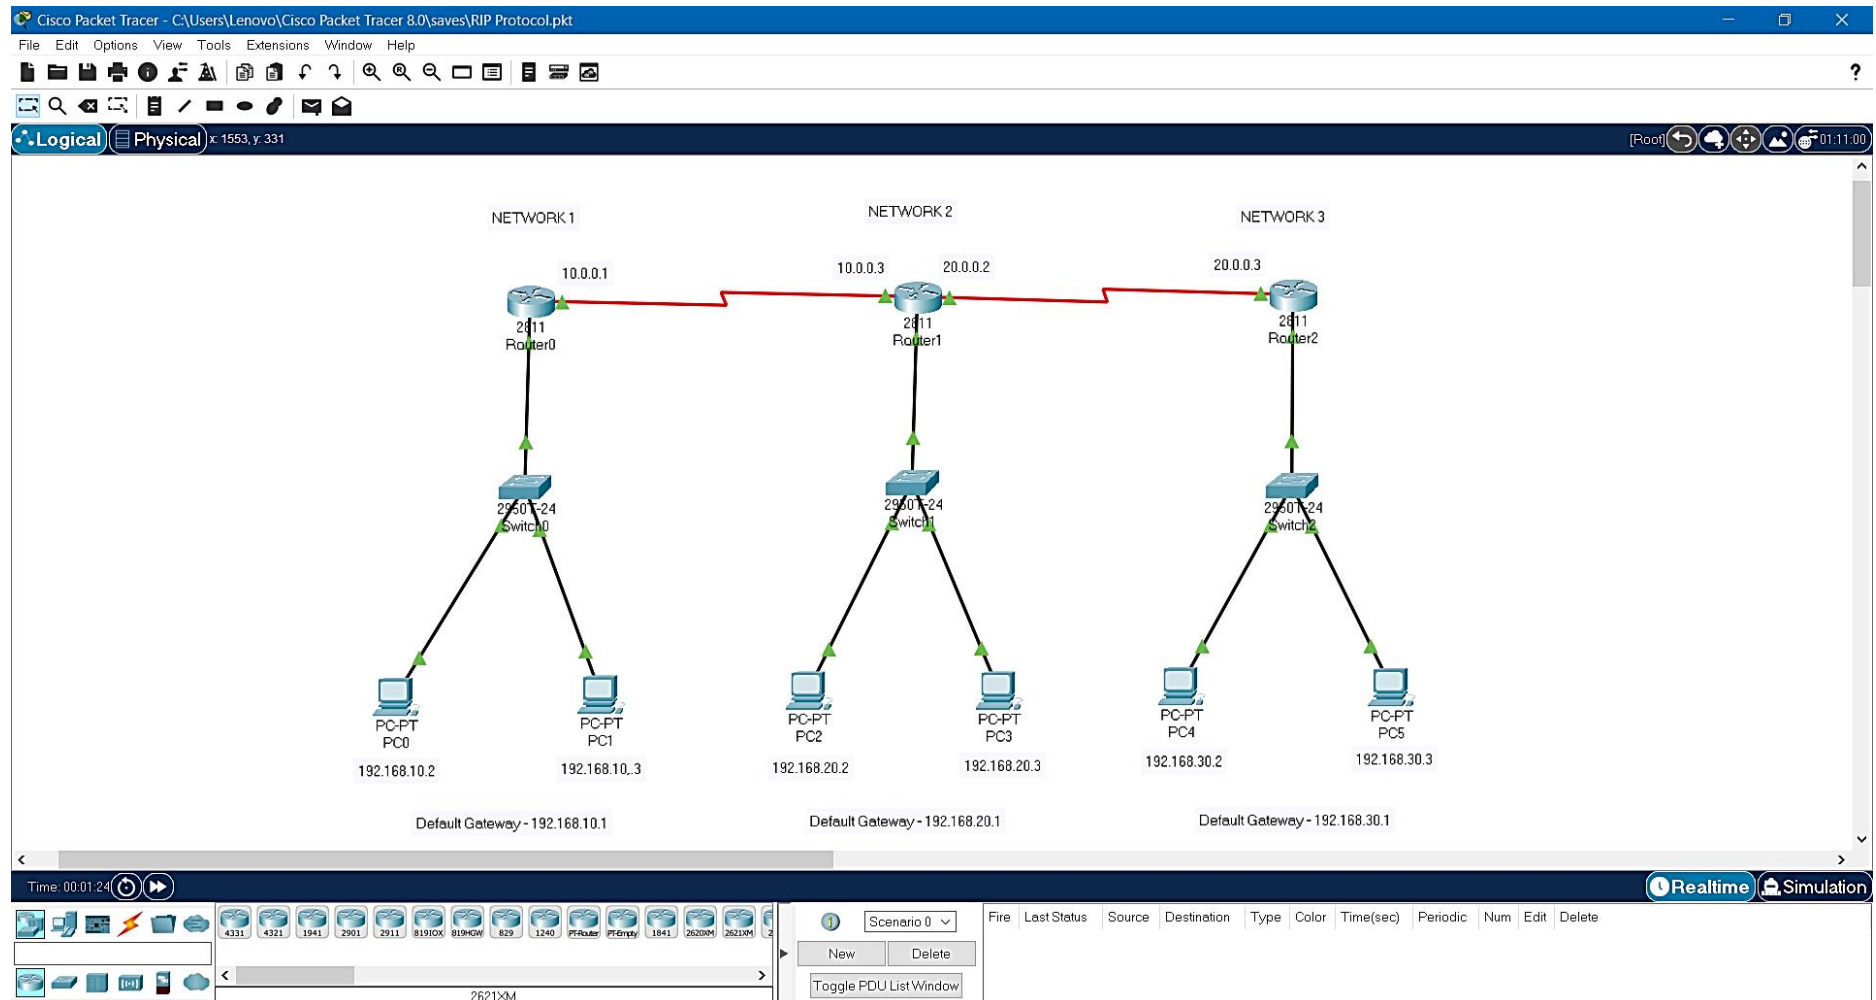 Cisco Packet Tracer - C:\Users\Lenovo\Cisco Packet Tracer 8.0\saves\RIP Protocol.pkt
File Edit Options View Tools Extensions Window Help
?
Logical Physical x: 1553, y: 331 [Root] 01:11:00
NETWORK 1 NETWORK 2 NETWORK 3
10.0.0.1 10.0.0.3 20.0.0.2 20.0.0.3
2811 2811 2811
Router0 Router1 Router2
2950T-24 2950T-24 2950T-24
Switch0 Switch1 Switch2
PC-PT PC-PT PC-PT PC-PT PC-PT PC-PT
PC0 PC1 PC2 PC3 PC4 PC5
192.168.10.2 192.168.10,.3 192.168.20.2 192.168.20.3 192.168.30.2 192.168.30.3
Default Gateway - 192.168.10.1 Default Gateway - 192.168.20.1 Default Gateway - 192.168.30.1
Time: 00:01:24 Realtime Simulation
4331 4321 1941 2901 2911 819IOX 819HGW 829 1240 PT-Router PT-Empty 1841 2620XM 2621XM 2
Scenario 0 Fire Last Status Source Destination Type Color Time(sec) Periodic Num Edit Delete
New Delete
Toggle PDU List Window
2621XM